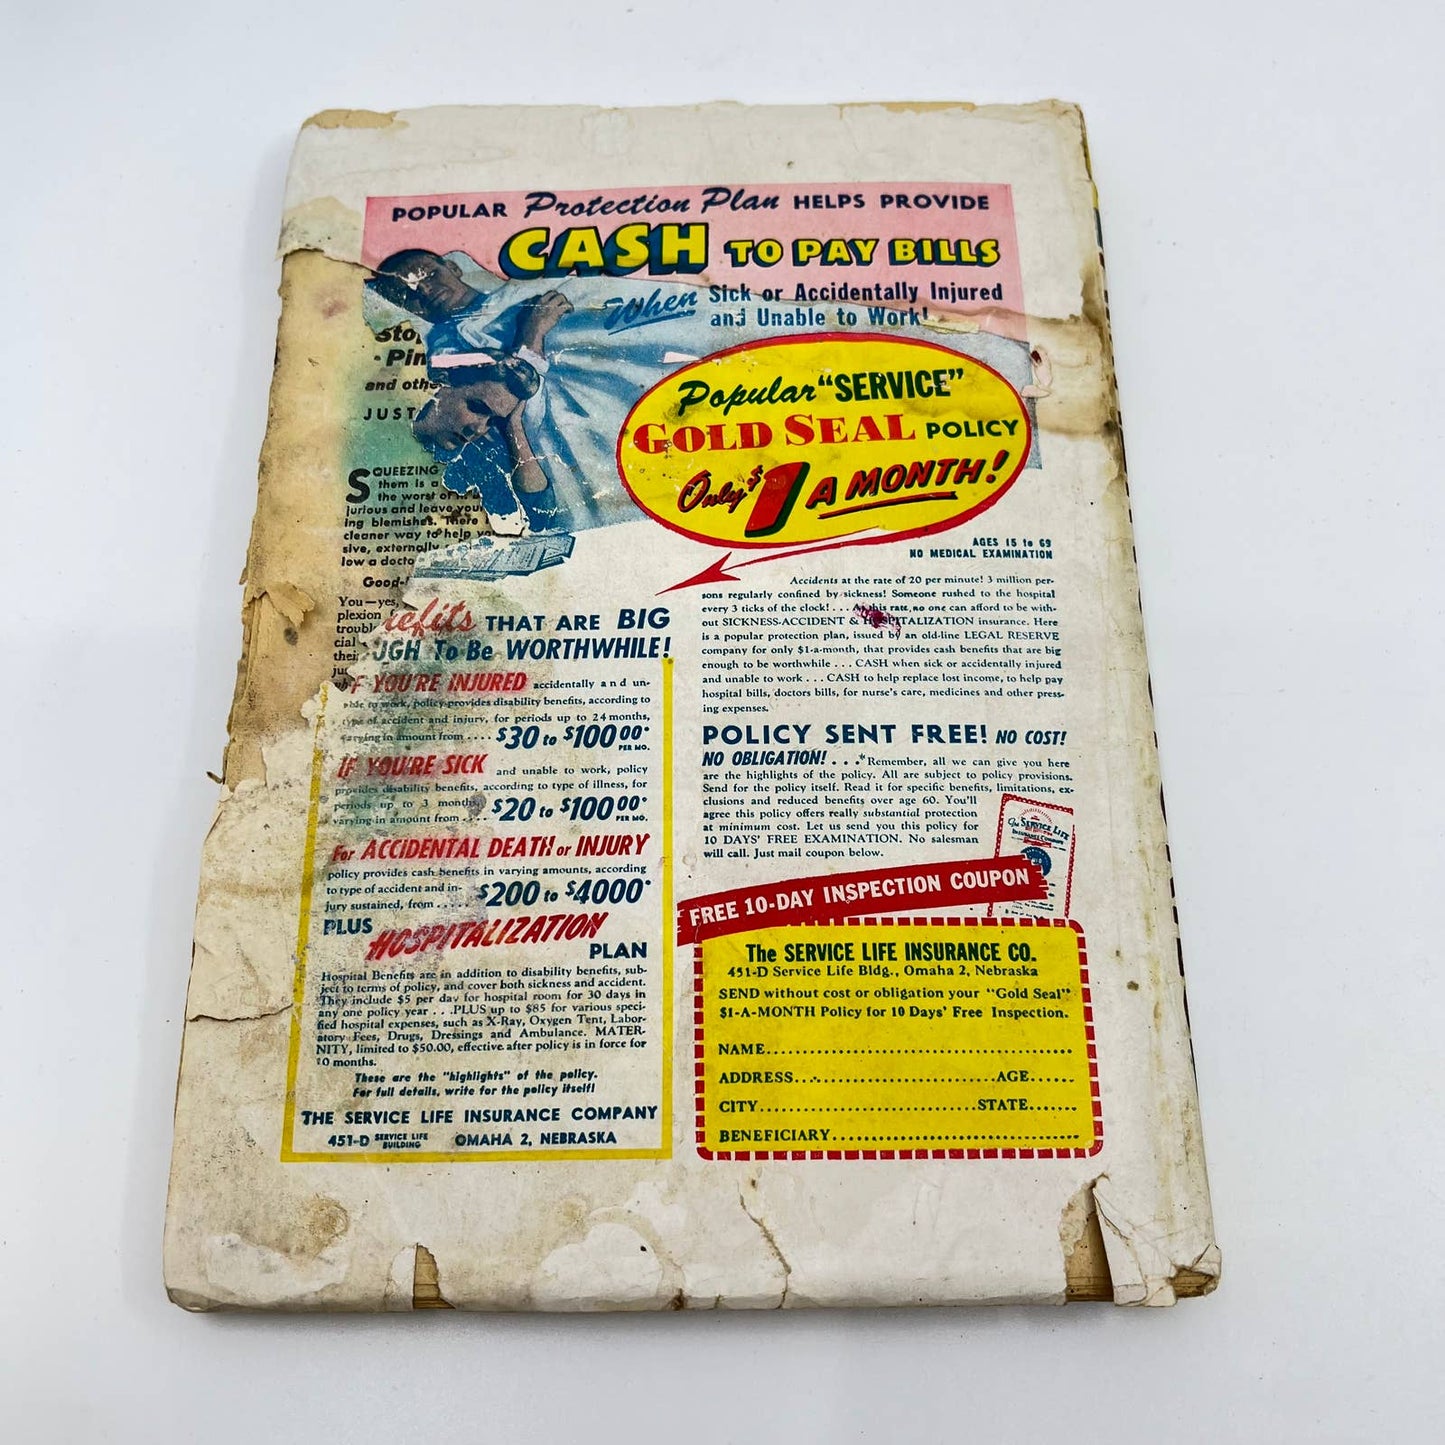 POPULAR Protection Plan HELPS PROVIDE
CASH TO PAY BILLS
When Sick or Accidentally Injured
and Unable to Work!
Popular "SERVICE"
GOLD SEAL POLICY
Only $1 A MONTH!
AGES 15 to 69
NO MEDICAL EXAMINATION
and
JUST
SQUEEZING
them is a
the worst of
jurious and leave your
ing blemishes. There
cleaner way to help
sive, externally
low a
You—yes,
plexion
THAT ARE BIG
To Be WORTHWHILE!
IF YOU'RE INJURED accidentally and un-
able to work, policy provides disability benefits, according to
type of accident and injury, for periods up to 24 months,
varying in amount from .... $30 to $100 00* PER MO.
IF YOU'RE SICK and unable to work, policy
provides disability benefits, according to type of illness, for
periods up to 3 months,
varying in amount from .... $20 to $100 00* PER MO.
For ACCIDENTAL DEATH or INJURY
policy provides cash benefits in varying amounts, according
to type of accident and in-
jury sustained, from ..... $200 to $4000*
PLUS HOSPITALIZATION PLAN
Hospital Benefits are in addition to disability benefits, sub-
ject to terms of policy, and cover both sickness and accident.
They include $5 per day for hospital room for 30 days in
any one policy year . . . PLUS up to $85 for various speci-
fied hospital expenses, such as X-Ray, Oxygen Tent, Labor-
atory Fees, Drugs, Dressings and Ambulance. MATER-
NITY, limited to $50.00, effective after policy is in force for
10 months.
These are the "highlights" of the policy.
For full details, write for the policy itself!
THE SERVICE LIFE INSURANCE COMPANY
451-D SERVICE LIFE BUILDING OMAHA 2, NEBRASKA
Accidents at the rate of 20 per minute! 3 million per-
sons regularly confined by sickness! Someone rushed to the hospital
every 3 ticks of the clock! . . . At this rate, no one can afford to be with-
out SICKNESS-ACCIDENT & HOSPITALIZATION insurance. Here
is a popular protection plan, issued by an old-line LEGAL RESERVE
company for only $1-a-month, that provides cash benefits that are big
enough to be worthwhile . . . CASH when sick or accidentally injured
and unable to work . . . CASH to help replace lost income, to help pay
hospital bills, doctors bills, for nurse's care, medicines and other press-
ing expenses.
POLICY SENT FREE! NO COST!
NO OBLIGATION! . . . *Remember, all we can give you here
are the highlights of the policy. All are subject to policy provisions.
Send for the policy itself. Read it for specific benefits, limitations, ex-
clusions and reduced benefits over age 60. You'll
agree this policy offers really substantial protection
at minimum cost. Let us send you this policy for
10 DAYS' FREE EXAMINATION. No salesman
will call. Just mail coupon below.
The SERVICE LIFE
INSURANCE COMPANY
FREE 10-DAY INSPECTION COUPON
The SERVICE LIFE INSURANCE CO.
451-D Service Life Bldg., Omaha 2, Nebraska
SEND without cost or obligation your "Gold Seal"
$1-A-MONTH Policy for 10 Days' Free Inspection.
NAME
ADDRESS AGE
CITY STATE
BENEFICIARY